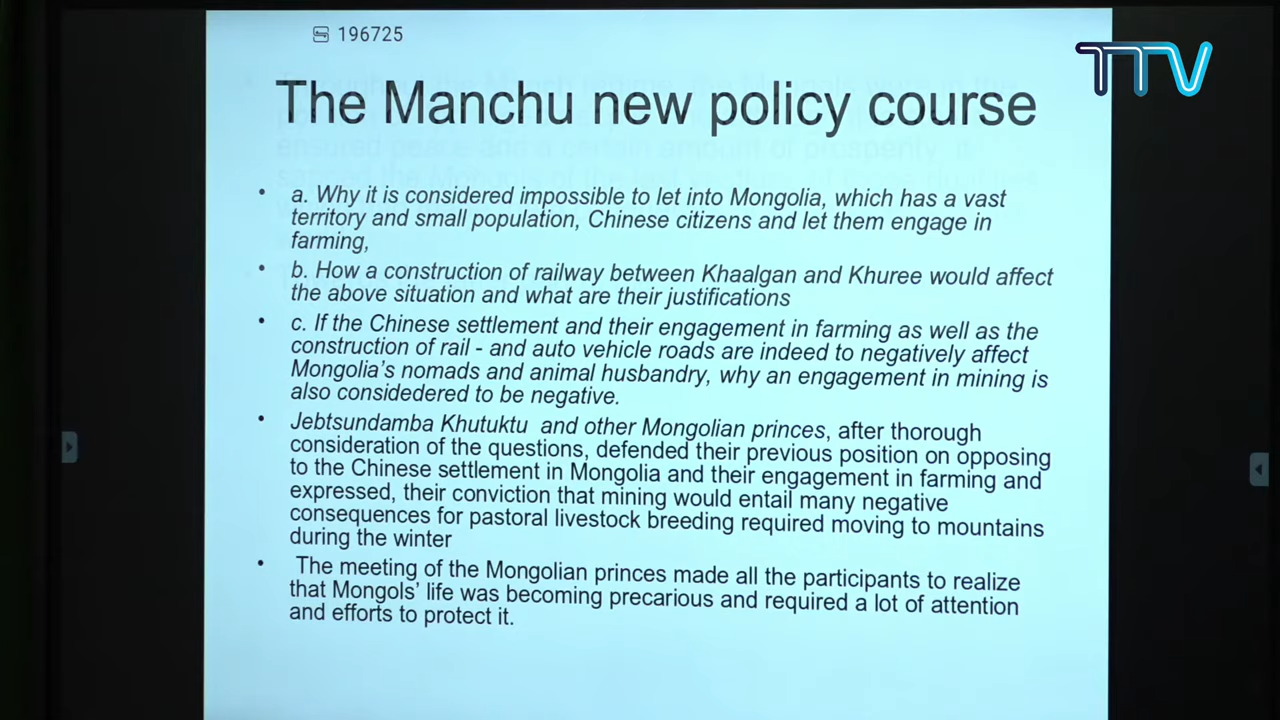 196725
TTV
The Manchu new policy course
• a. Why it is considered impossible to let into Mongolia, which has a vast
territory and small population, Chinese citizens and let them engage in
farming,
• b. How a construction of railway between Khaalgan and Khuree would affect
the above situation and what are their justifications
• c. If the Chinese settlement and their engagement in farming as well as the
construction of rail - and auto vehicle roads are indeed to negatively affect
Mongolia's nomads and animal husbandry, why an engagement in mining is
also considedered to be negative.
• Jebtsundamba Khutuktu and other Mongolian princes, after thorough
consideration of the questions, defended their previous position on opposing
to the Chinese settlement in Mongolia and their engagement in farming and
expressed, their conviction that mining would entail many negative
consequences for pastoral livestock breeding required moving to mountains
during the winter
• The meeting of the Mongolian princes made all the participants to realize
that Mongols' life was becoming precarious and required a lot of attention
and efforts to protect it.